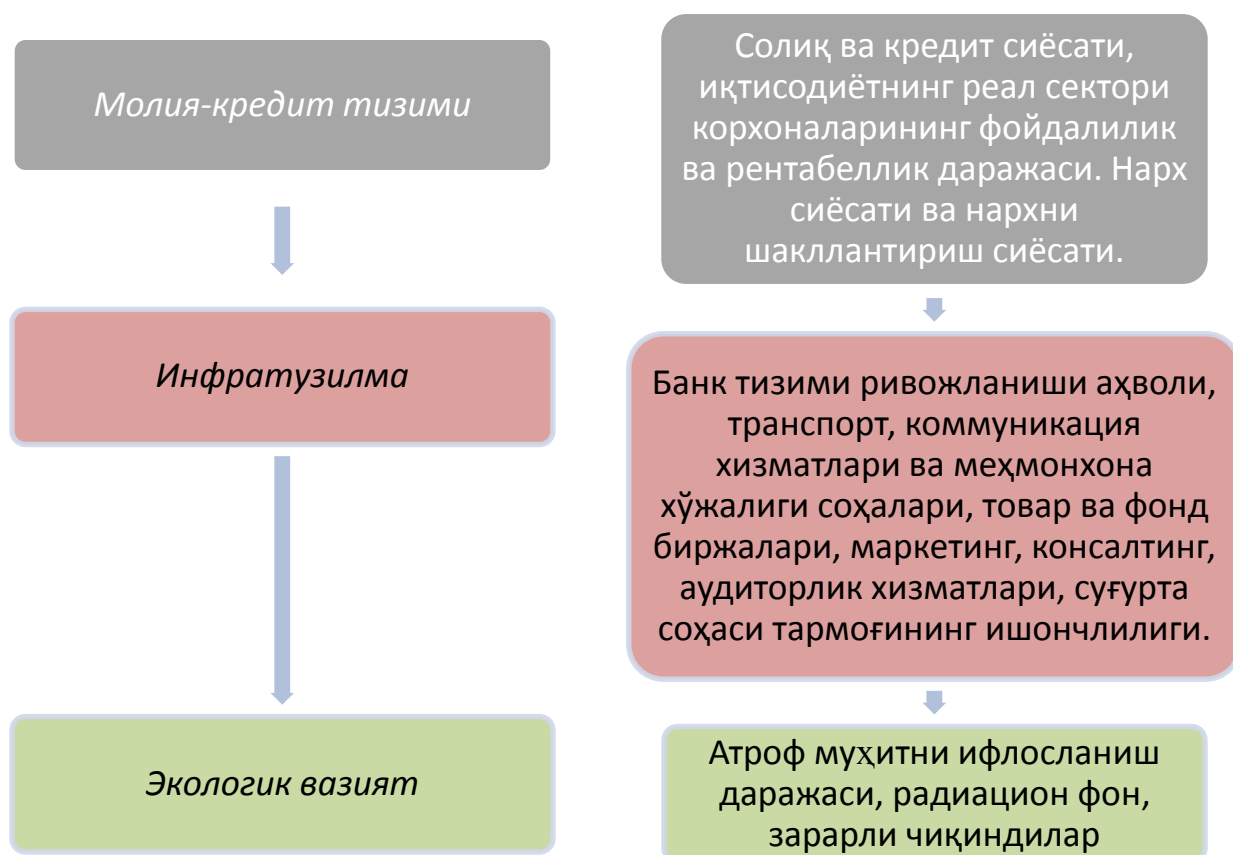 Молия-кредит тизими
Солиқ ва кредит сиёсати,
иқтисодиётнинг реал сектори
корхоналарининг фойдалилик
ва рентабеллик даражаси. Нарх
сиёсати ва нархни
шакллантириш сиёсати.
Инфратузилма
Банк тизими ривожланиши аҳволи,
транспорт, коммуникация
хизматлари ва меҳмонхона
хўжалиги соҳалари, товар ва фонд
биржалари, маркетинг, консалтинг,
аудиторлик хизматлари, суғурта
соҳаси тармоғининг ишончлилиги.
Экологик вазият
Атроф муҳитни ифлосланиш
даражаси, радиацион фон,
зарарли чиқиндилар